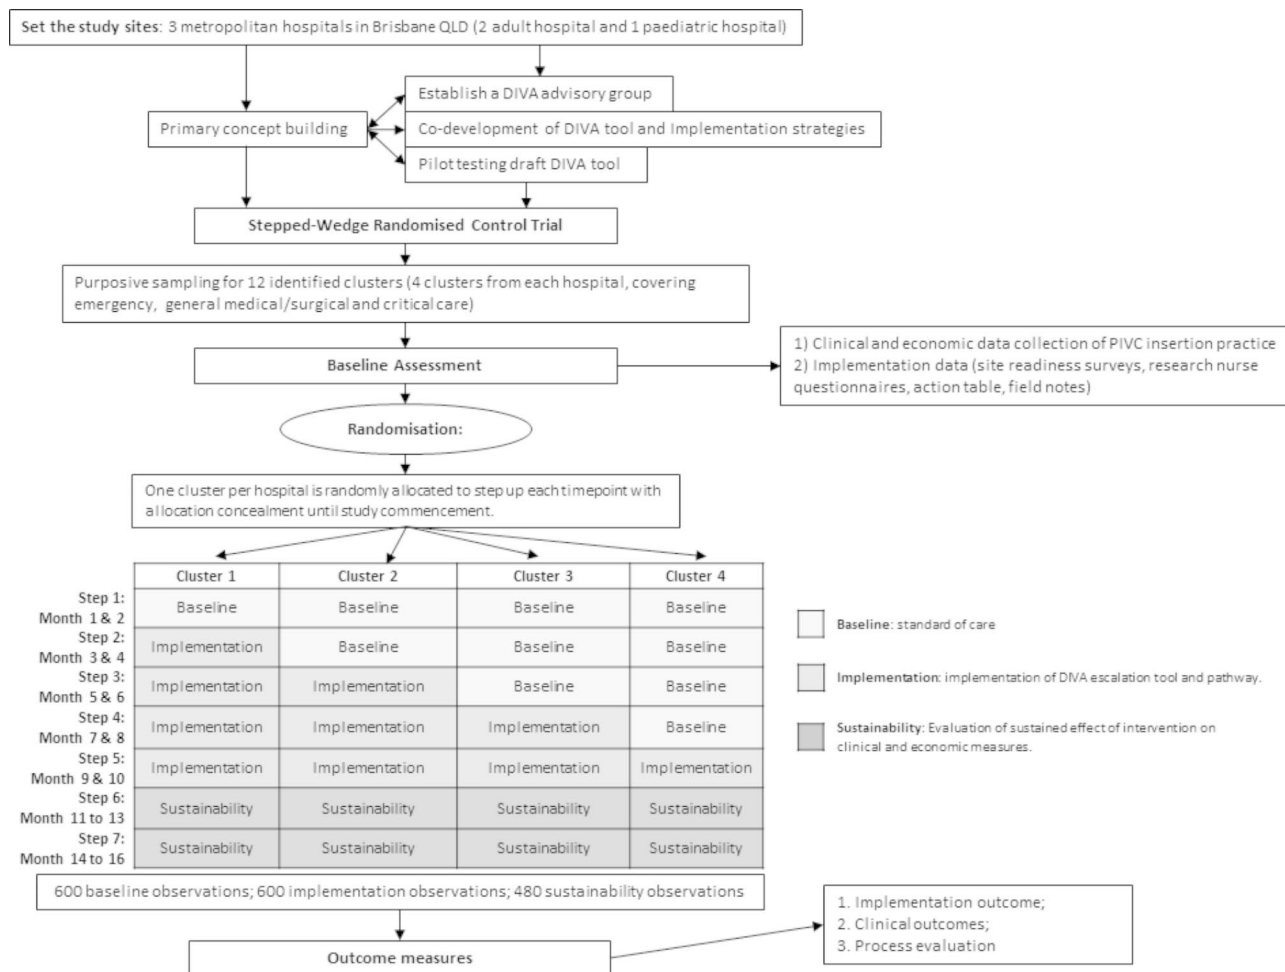 Set the study sites: 3 metropolitan hospitals in Brisbane QLD (2 adult hospital and 1 paediatric hospital)
Establish a DIVA advisory group
Primary concept building
Co-development of DIVA tool and Implementation strategies
Pilot testing draft DIVA tool
Stepped-Wedge Randomised Control Trial
Purposive sampling for 12 identified clusters (4 clusters from each hospital, covering
emergency, general medical/surgical and critical care)
Baseline Assessment
1) Clinical and economic data collection of PIVC insertion practice
2) Implementation data (site readiness surveys, research nurse
questionnaires, action table, field notes)
Randomisation:
One cluster per hospital is randomly allocated to step up each timepoint with
allocation concealment until study commencement.
Cluster 1 Cluster 2 Cluster 3 Cluster 4
Step 1:
Month 1 & 2
Baseline Baseline Baseline Baseline
Step 2:
Month 3 & 4
Implementation Baseline Baseline Baseline
Step 3:
Month 5 & 6
Implementation Implementation Baseline Baseline
Step 4:
Month 7 & 8
Implementation Implementation Implementation Baseline
Step 5:
Month 9 & 10
Implementation Implementation Implementation Implementation
Step 6:
Month 11 to 13
Sustainability Sustainability Sustainability Sustainability
Step 7:
Month 14 to 16
Sustainability Sustainability Sustainability Sustainability
Baseline: standard of care
Implementation: implementation of DIVA escalation tool and pathway.
Sustainability: Evaluation of sustained effect of intervention on
clinical and economic measures.
600 baseline observations; 600 implementation observations; 480 sustainability observations
Outcome measures
1. Implementation outcome;
2. Clinical outcomes;
3. Process evaluation